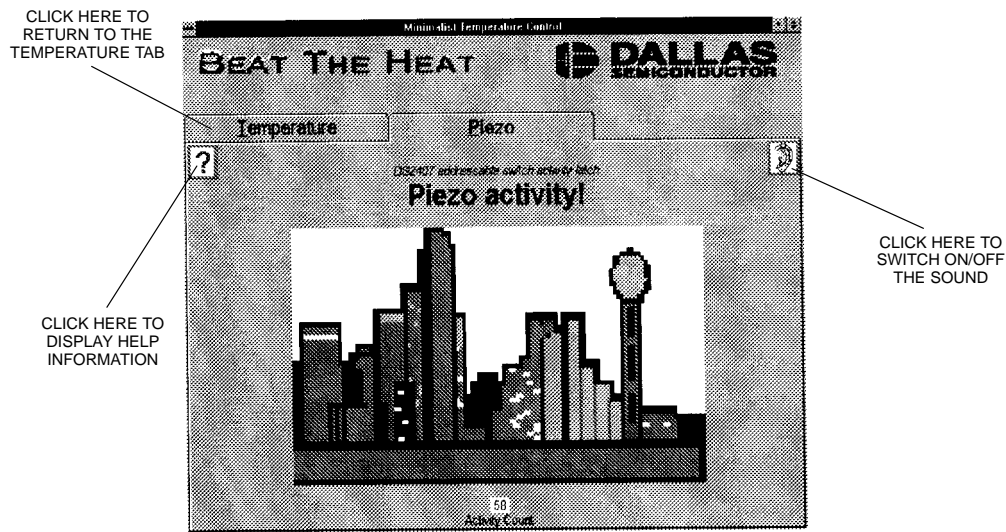 CLICK HERE TO
RETURN TO THE
TEMPERATURE TAB
Minimalist Temperature Control
BEAT THE HEAT
DALLAS
SEMICONDUCTOR
Temperature
Piezo
?
DS2407 addressable switch activity latch
Piezo activity!
CLICK HERE TO
SWITCH ON/OFF
THE SOUND
CLICK HERE TO
DISPLAY HELP
INFORMATION
58
Activity Count